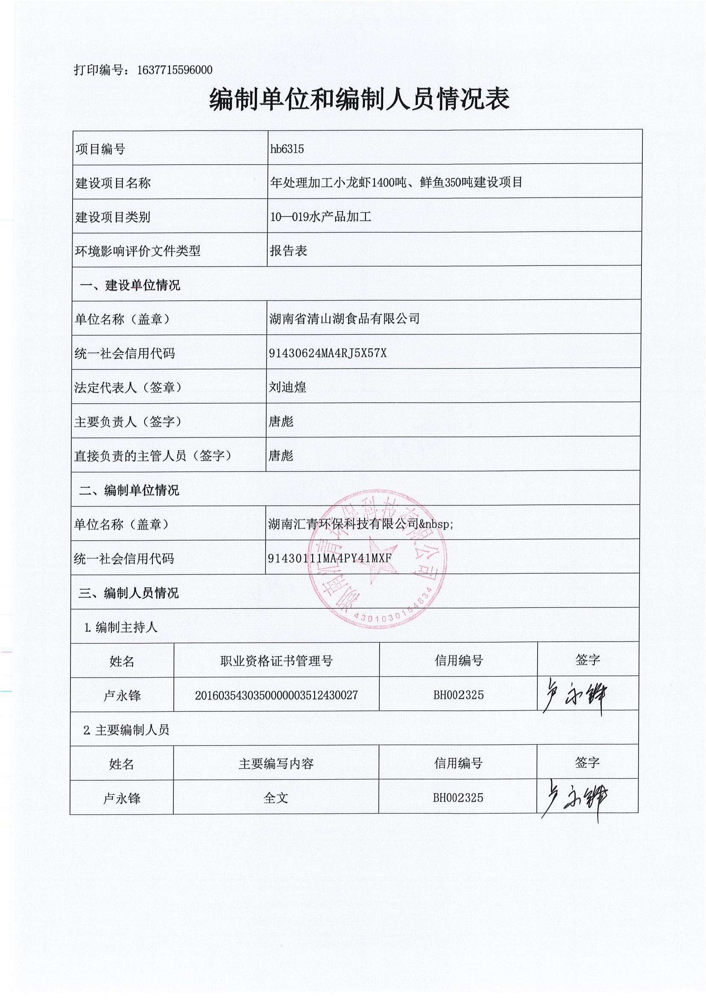 打印编号：1637715596000
编制单位和编制人员情况表
项目编号 hb6315
建设项目名称 年处理加工小龙虾1400吨、鲜鱼350吨建设项目
建设项目类别 10—019水产品加工
环境影响评价文件类型 报告表
一、建设单位情况
单位名称（盖章） 湖南省清山湖食品有限公司
统一社会信用代码 91430624MA4RJ5X57X
法定代表人（签章） 刘迪煌
主要负责人（签字） 唐彪
直接负责的主管人员（签字） 唐彪
二、编制单位情况
单位名称（盖章） 湖南汇青环保科技有限公司&nbsp;
统一社会信用代码 91430111MA4PY41MXF
湖南汇青环保科技有限公司
4301030154834
三、编制人员情况
1. 编制主持人
姓名 职业资格证书管理号 信用编号 签字
卢永锋 2016035430350000003512430027 BH002325 卢永锋
2. 主要编制人员
姓名 主要编写内容 信用编号 签字
卢永锋 全文 BH002325 卢永锋